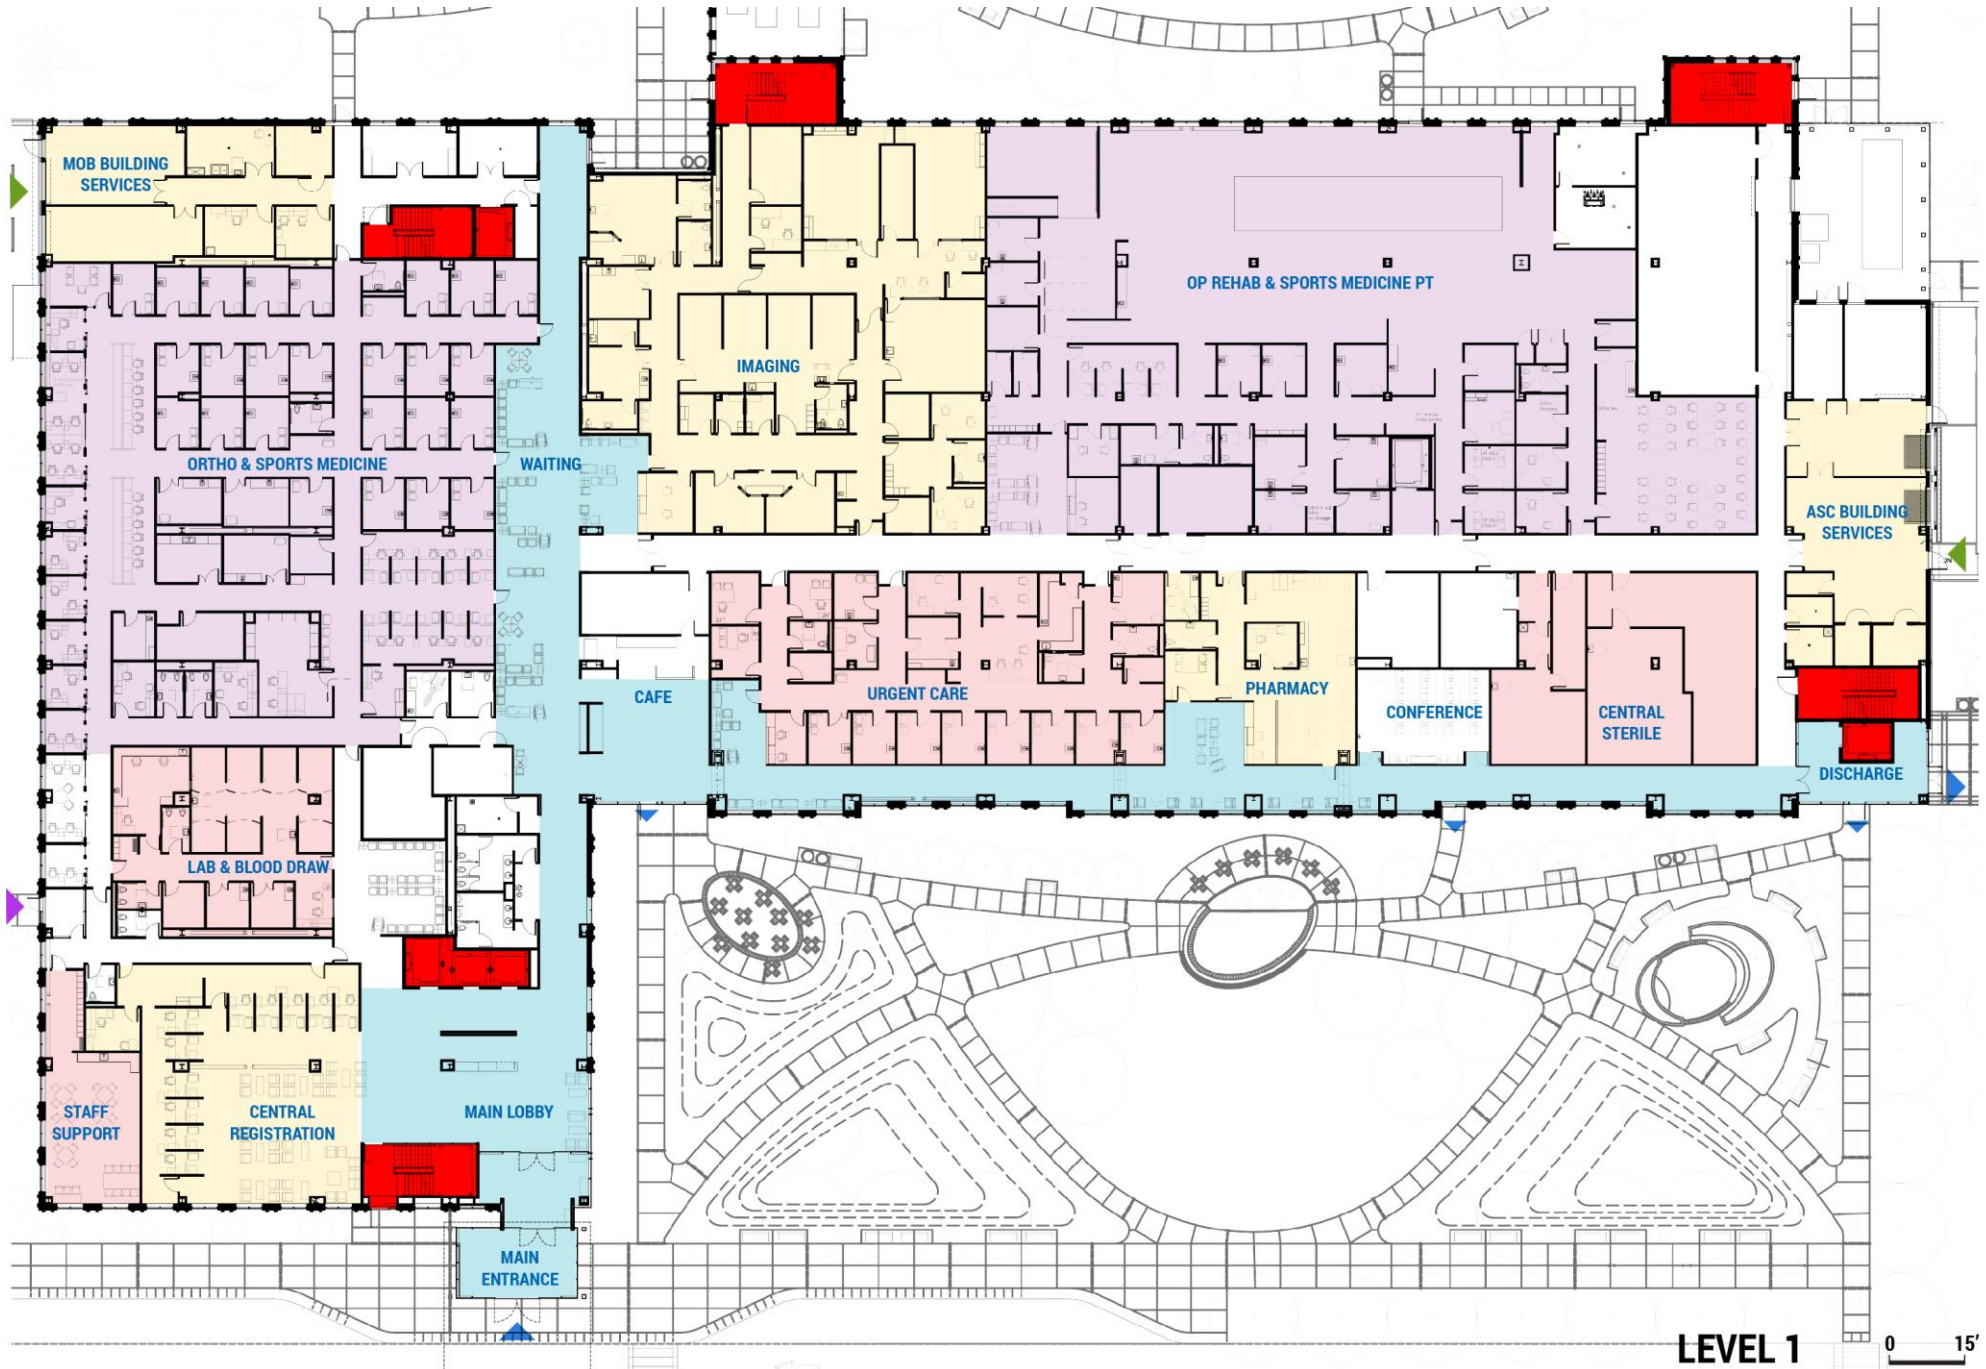 MOB BUILDING
SERVICES
OP REHAB & SPORTS MEDICINE PT
IMAGING
ORTHO & SPORTS MEDICINE
WAITING
ASC BUILDING
SERVICES
CAFE
URGENT CARE
PHARMACY
CONFERENCE
CENTRAL
STERILE
DISCHARGE
LAB & BLOOD DRAW
STAFF
SUPPORT
CENTRAL
REGISTRATION
MAIN LOBBY
MAIN
ENTRANCE
LEVEL 1
0 15'